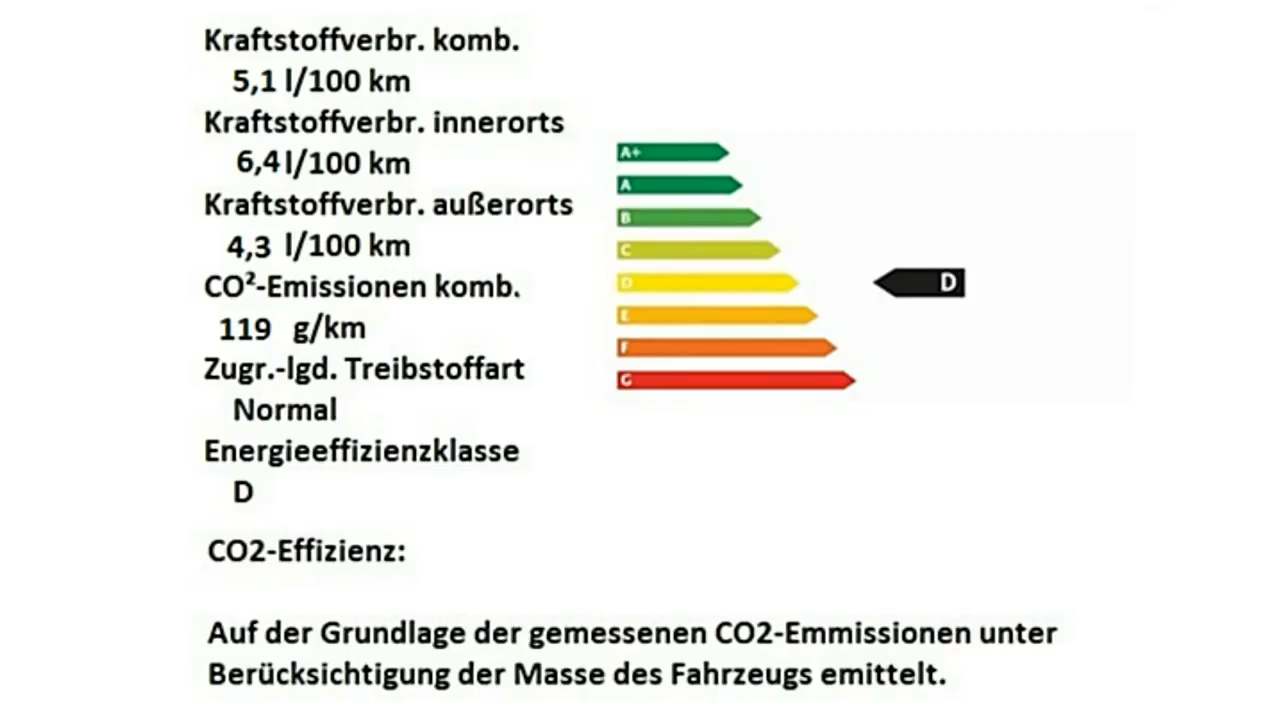 Kraftstoffverbr. komb.
5,1 l/100 km
Kraftstoffverbr. innerorts
6,4 l/100 km
Kraftstoffverbr. außerorts
4,3 l/100 km
CO²-Emissionen komb.
119 g/km
Zugr.-lgd. Treibstoffart
Normal
Energieeffizienzklasse
D
A+
A
B
C
D
D
E
F
G
CO2-Effizienz:
Auf der Grundlage der gemessenen CO2-Emmissionen unter
Berücksichtigung der Masse des Fahrzeugs emittelt.